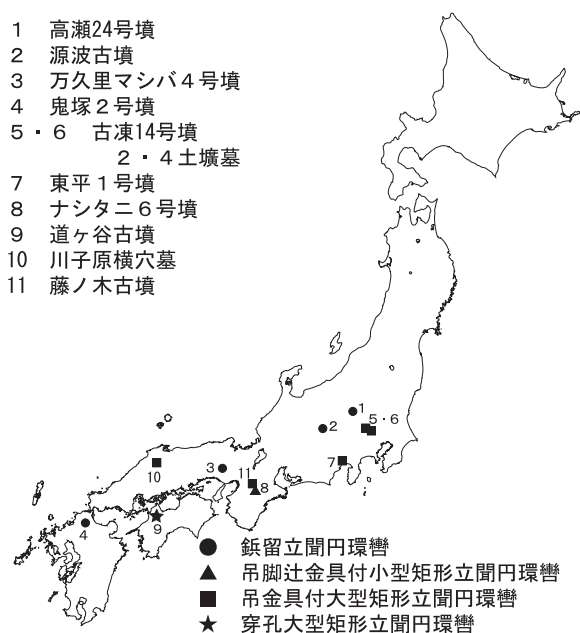 1 高瀬24号墳
2 源波古墳
3 万久里マシバ4号墳
4 鬼塚2号墳
5・6 古凍14号墳
2・4土壙墓
7 東平1号墳
8 ナシタニ6号墳
9 道ヶ谷古墳
10 川子原横穴墓
11 藤ノ木古墳
1
2
5・6
7
3
10
11
8
9
4
鋲留立聞円環轡
吊脚辻金具付小型矩形立聞円環轡
吊金具付大型矩形立聞円環轡
穿孔大型矩形立聞円環轡